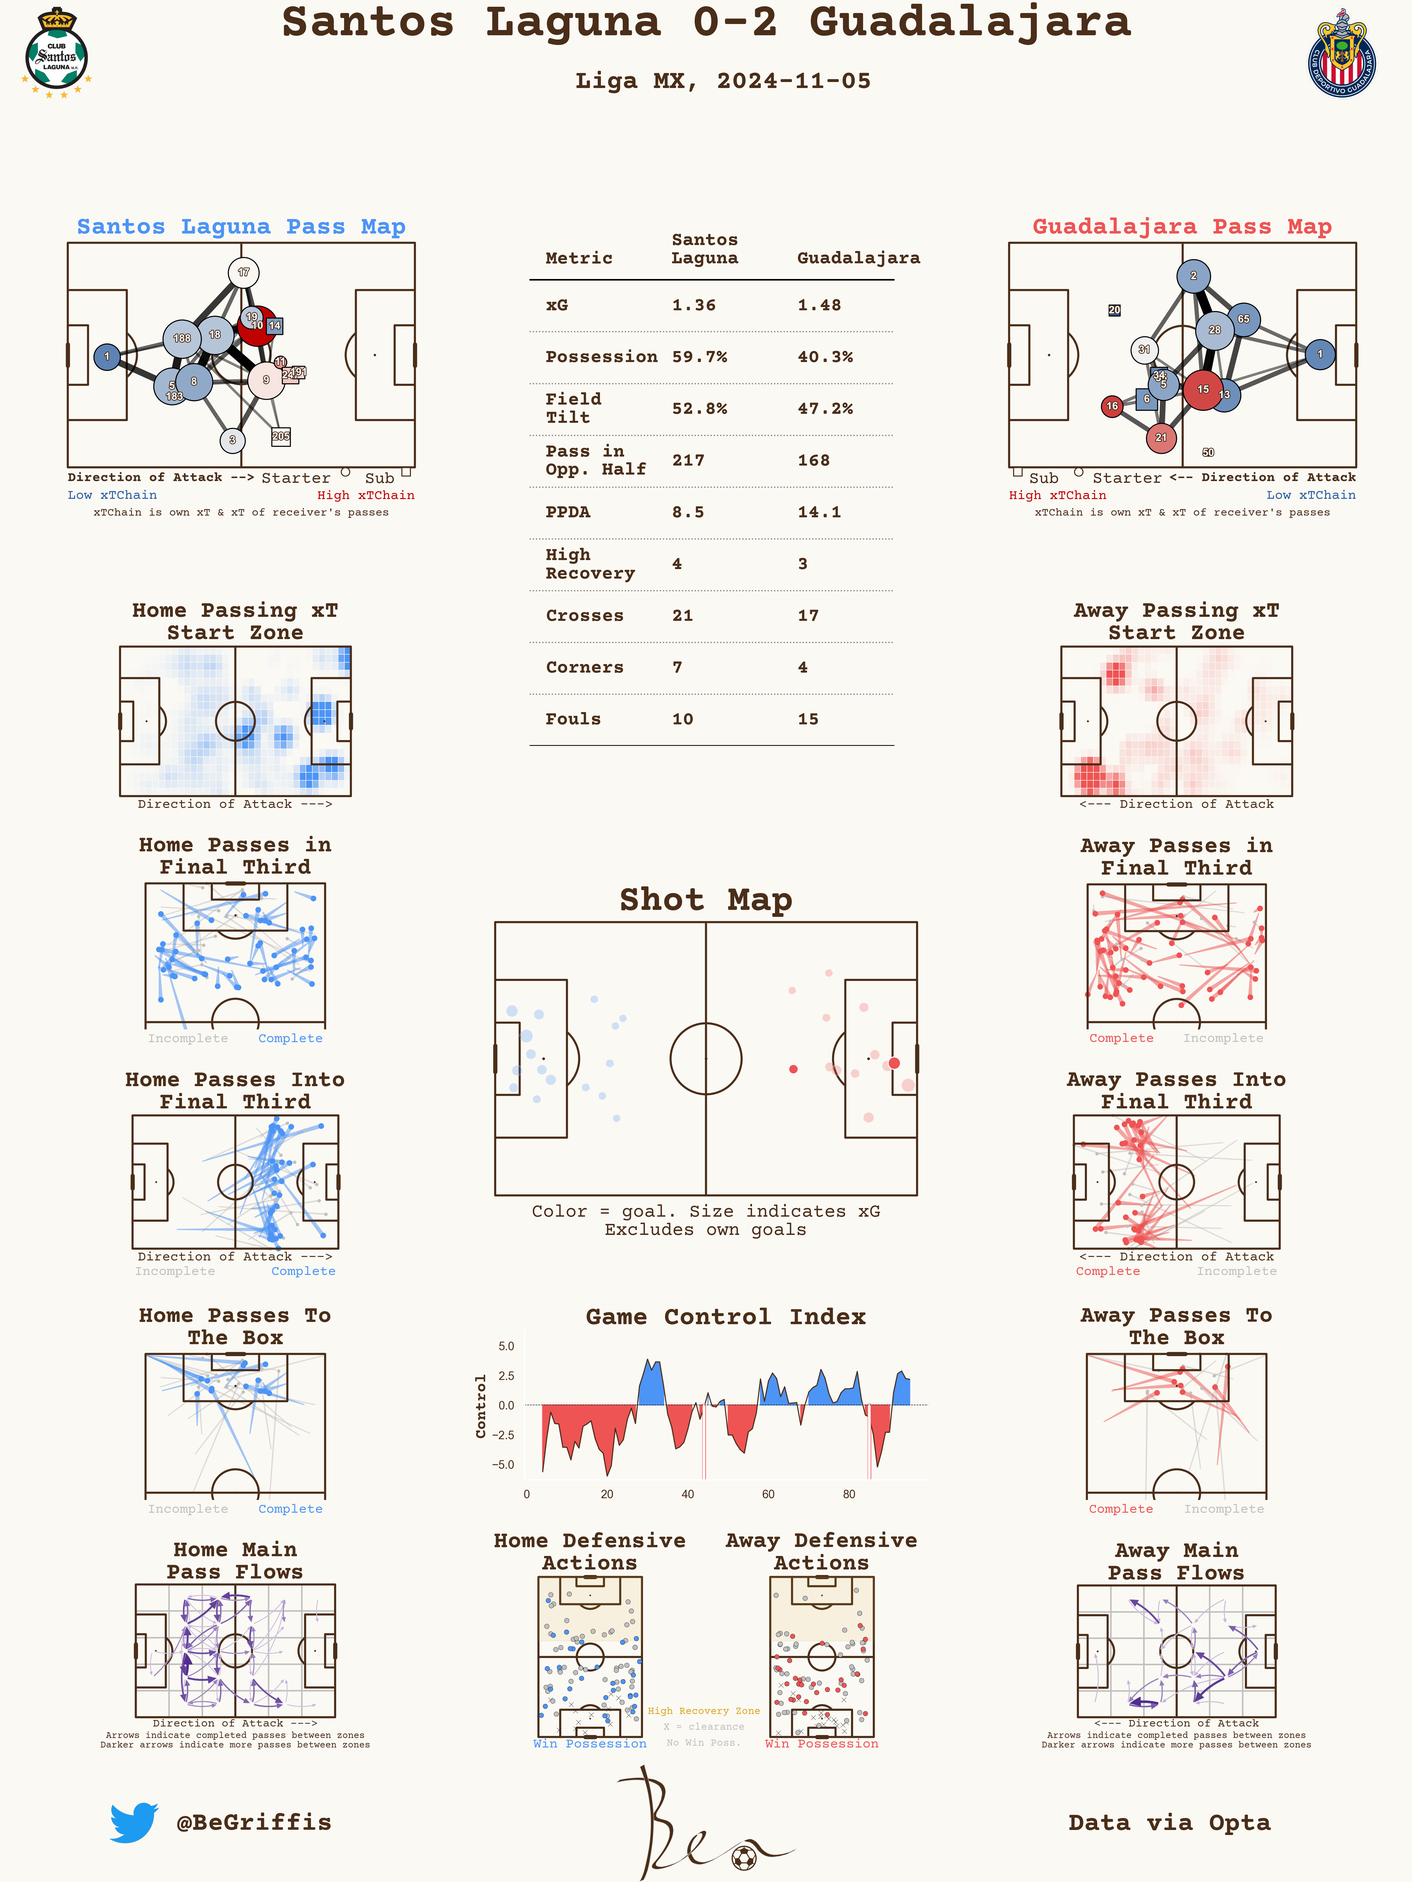 Santos Laguna 0-2 Guadalajara
Liga MX, 2024-11-05
CLUB
Santos
LAGUNA
CLUB DEPORTIVO GUADALAJARA
Santos Laguna Pass Map
17
19
10
14
188
18
1
11
24
191
5
183
8
9
3
205
Direction of Attack --> Starter Sub
Low xTChain High xTChain
xTChain is own xT & xT of receiver's passes
Metric Santos Laguna Guadalajara
xG 1.36 1.48
Possession 59.7% 40.3%
Field Tilt 52.8% 47.2%
Pass in Opp. Half 217 168
PPDA 8.5 14.1
High Recovery 4 3
Crosses 21 17
Corners 7 4
Fouls 10 15
Guadalajara Pass Map
2
20
65
28
31
1
34
5
15
13
6
16
21
50
Sub Starter <-- Direction of Attack
High xTChain Low xTChain
xTChain is own xT & xT of receiver's passes
Home Passing xT
Start Zone
Direction of Attack --->
Away Passing xT
Start Zone
<--- Direction of Attack
Home Passes in
Final Third
Incomplete Complete
Away Passes in
Final Third
Complete Incomplete
Shot Map
Color = goal. Size indicates xG
Excludes own goals
Home Passes Into
Final Third
Direction of Attack --->
Incomplete Complete
Away Passes Into
Final Third
<--- Direction of Attack
Complete Incomplete
Home Passes To
The Box
Incomplete Complete
Game Control Index
Control
5.0
2.5
0.0
−2.5
−5.0
0 20 40 60 80
Away Passes To
The Box
Complete Incomplete
Home Main
Pass Flows
Direction of Attack --->
Arrows indicate completed passes between zones
Darker arrows indicate more passes between zones
Home Defensive
Actions
Win Possession
High Recovery Zone
X = clearance
No Win Poss.
Away Defensive
Actions
Win Possession
Away Main
Pass Flows
<--- Direction of Attack
Arrows indicate completed passes between zones
Darker arrows indicate more passes between zones
@BeGriffis
Ben
Data via Opta